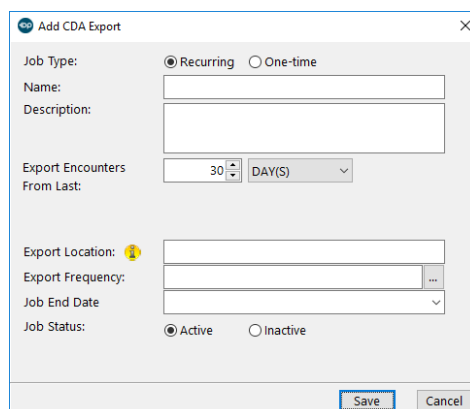 Add CDA Export
Job Type: Recurring One-time
Name:
Description:
Export Encounters From Last: 30 DAY(S)
Export Location:
Export Frequency: ...
Job End Date
Job Status: Active Inactive
Save Cancel